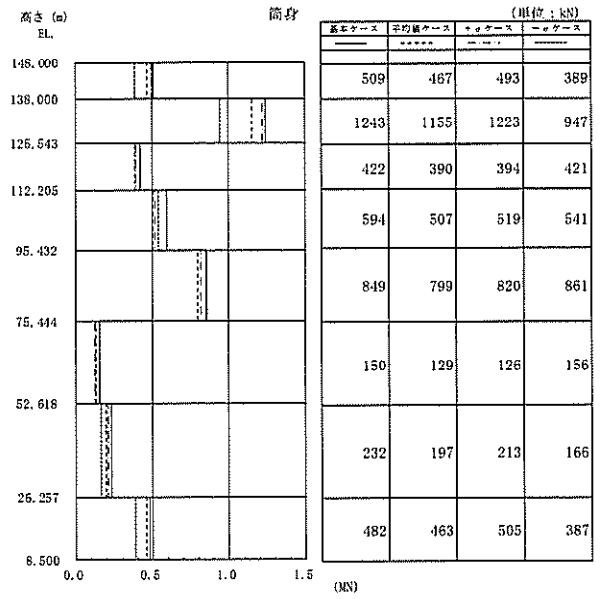 筒身
高さ (m)
EL.
(単位：kN)
基本ケース 平均値ケース +σケース -σケース
145.000
509 467 493 389
138.000
1243 1155 1223 947
125.543
422 390 394 421
112.205
594 507 519 541
95.432
849 799 820 861
75.444
150 129 126 156
52.618
232 197 213 166
26.257
482 463 505 387
8.500
0.0 0.5 1.0 1.5
(MN)